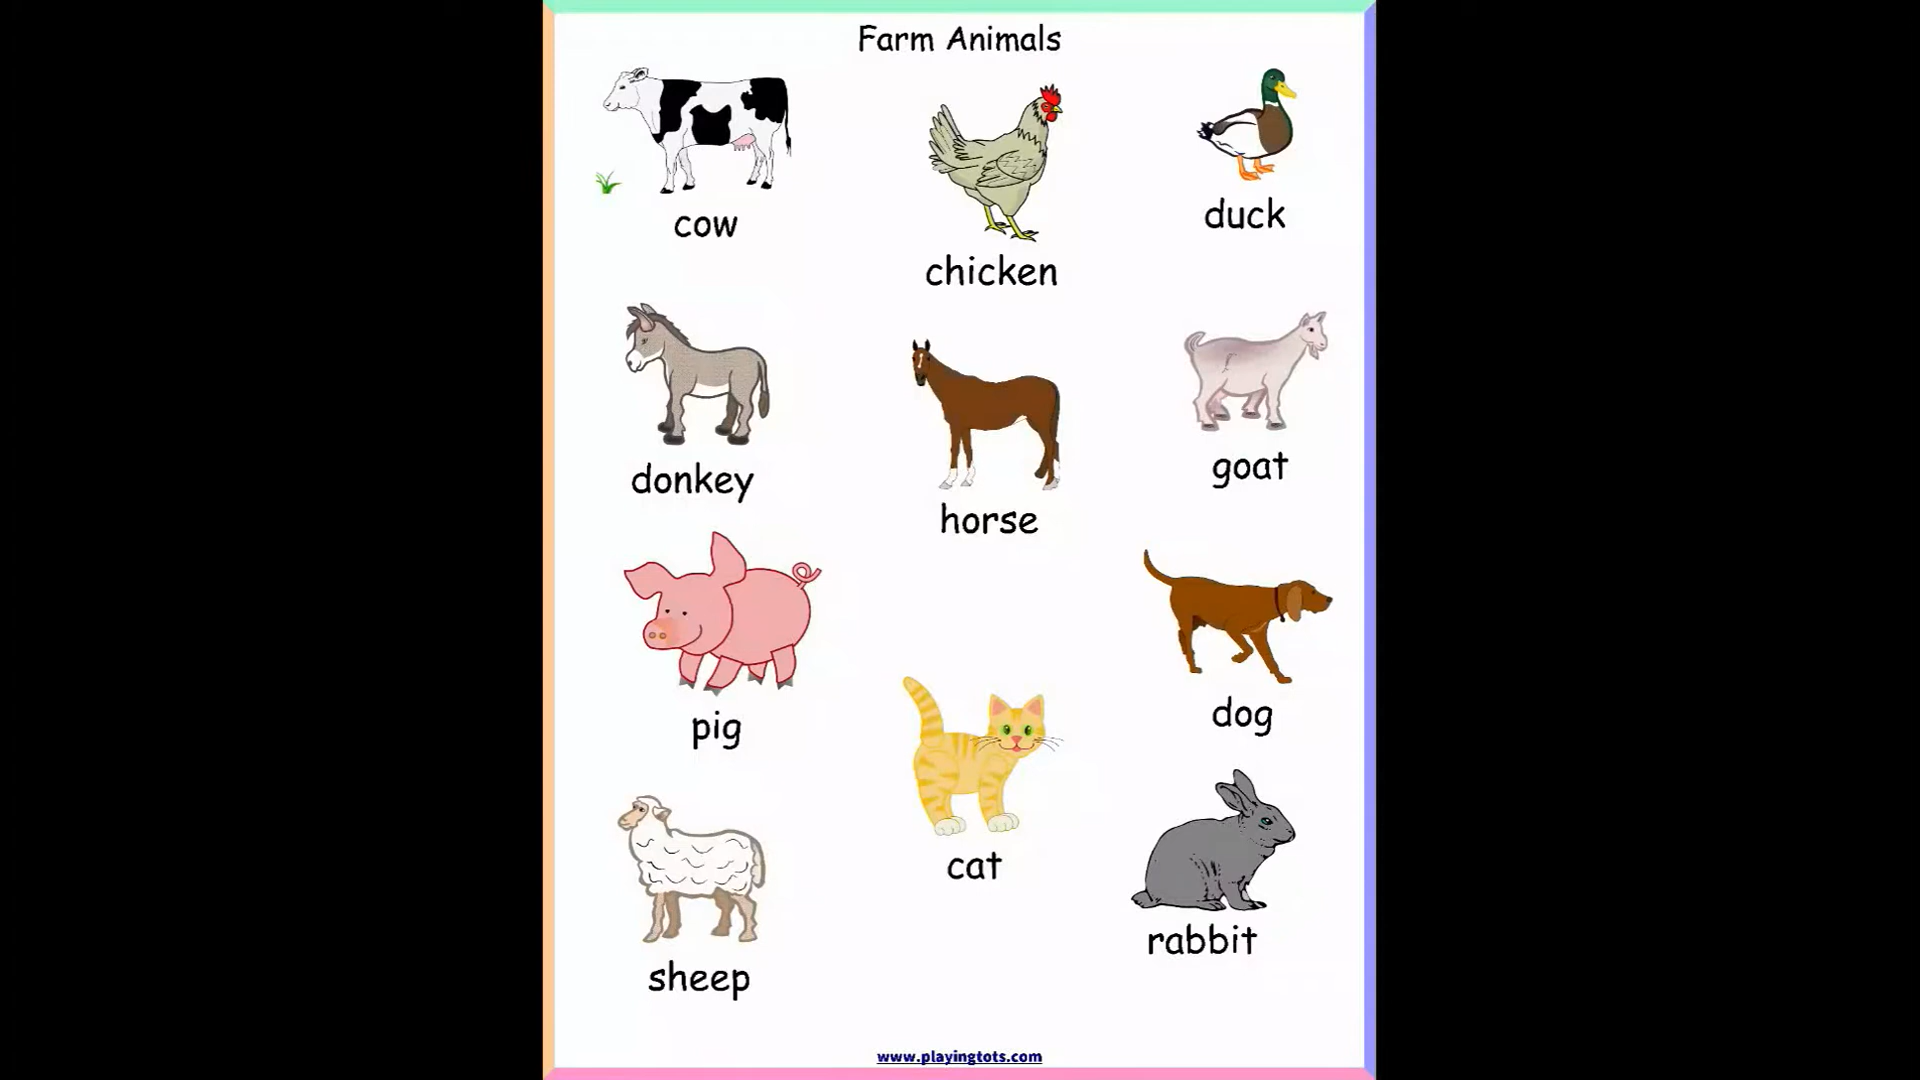 Farm Animals
cow
chicken
duck
donkey
horse
goat
pig
cat
dog
sheep
rabbit
www.playingtots.com